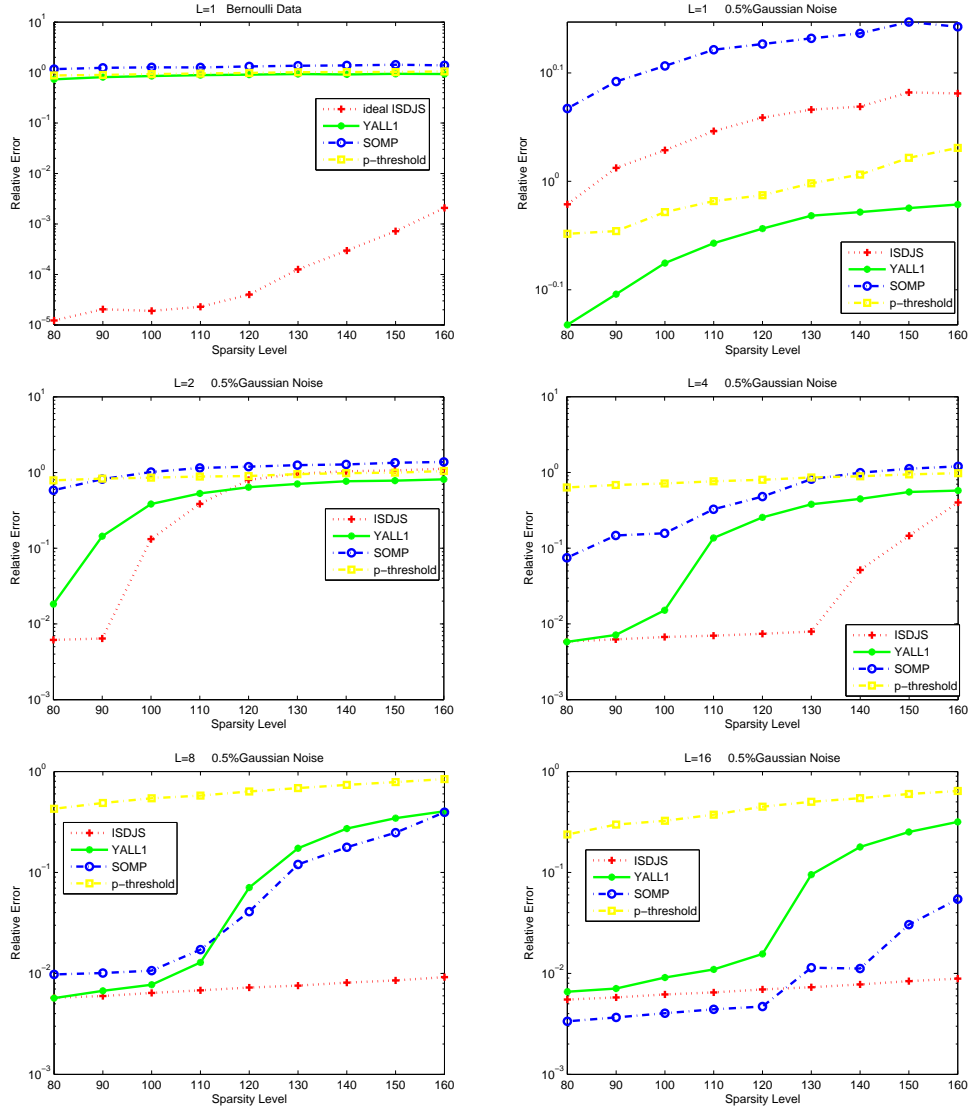 L=1 Bernoulli Data
10^1
10^0
10^-1
10^-2
10^-3
10^-4
10^-5
Relative Error
ideal ISDJS
YALL1
SOMP
p-threshold
80 90 100 110 120 130 140 150 160
Sparsity Level
L=1 0.5%Gaussian Noise
10^0.1
10^0
10^-0.1
Relative Error
ISDJS
YALL1
SOMP
p-threshold
80 90 100 110 120 130 140 150 160
Sparsity Level
L=2 0.5%Gaussian Noise
10^1
10^0
10^-1
10^-2
10^-3
Relative Error
ISDJS
YALL1
SOMP
p-threshold
80 90 100 110 120 130 140 150 160
Sparsity Level
L=4 0.5%Gaussian Noise
10^1
10^0
10^-1
10^-2
10^-3
Relative Error
ISDJS
YALL1
SOMP
p-threshold
80 90 100 110 120 130 140 150 160
Sparsity Level
L=8 0.5%Gaussian Noise
10^0
10^-1
10^-2
10^-3
Relative Error
ISDJS
YALL1
SOMP
p-threshold
80 90 100 110 120 130 140 150 160
Sparsity Level
L=16 0.5%Gaussian Noise
10^0
10^-1
10^-2
10^-3
Relative Error
ISDJS
YALL1
SOMP
p-threshold
80 90 100 110 120 130 140 150 160
Sparsity Level